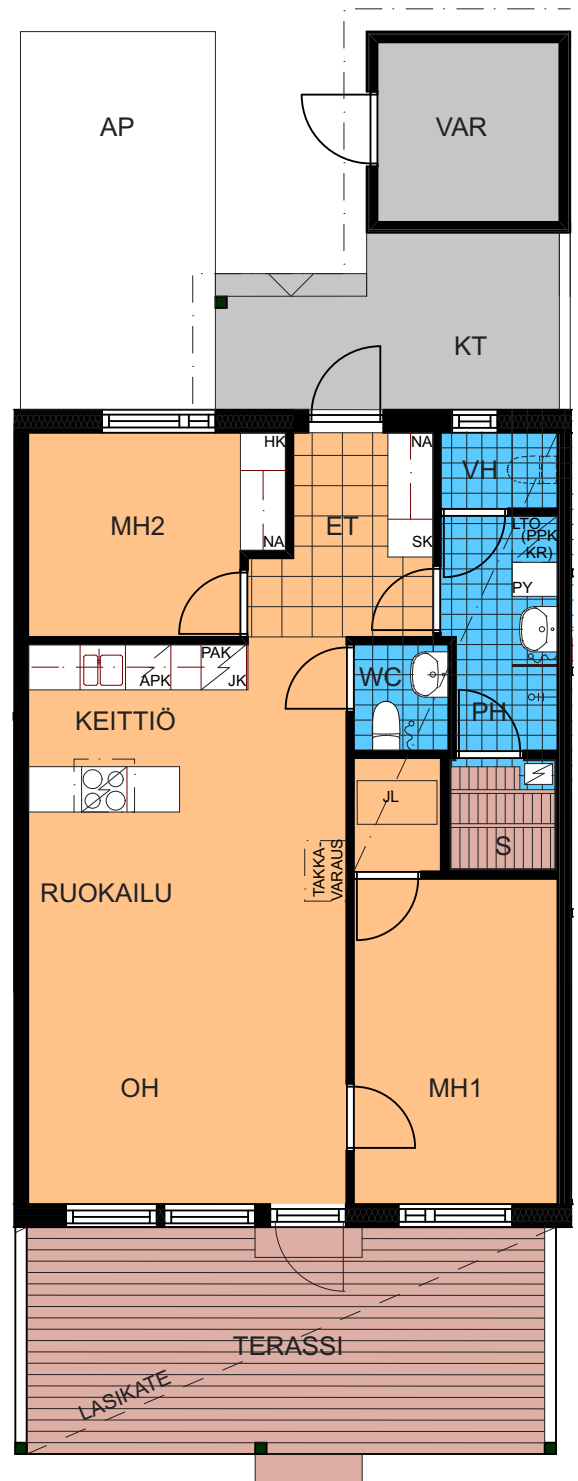 AP
VAR
KT
HK
NA
VH
MH2
ET
LTO
(PPK
KR)
NA
SK
PY
PAK
WC
APK
JK
PH
KEITTIÖ
JL
S
TAKKA-
VARAUS
RUOKAILU
OH
MH1
TERASSI
LASIKATE